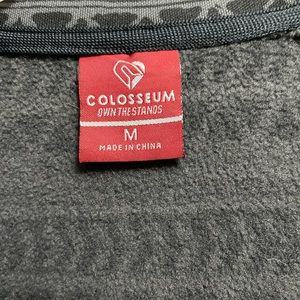 COLOSSEUM
OWN THE STANDS
M
MADE IN CHINA